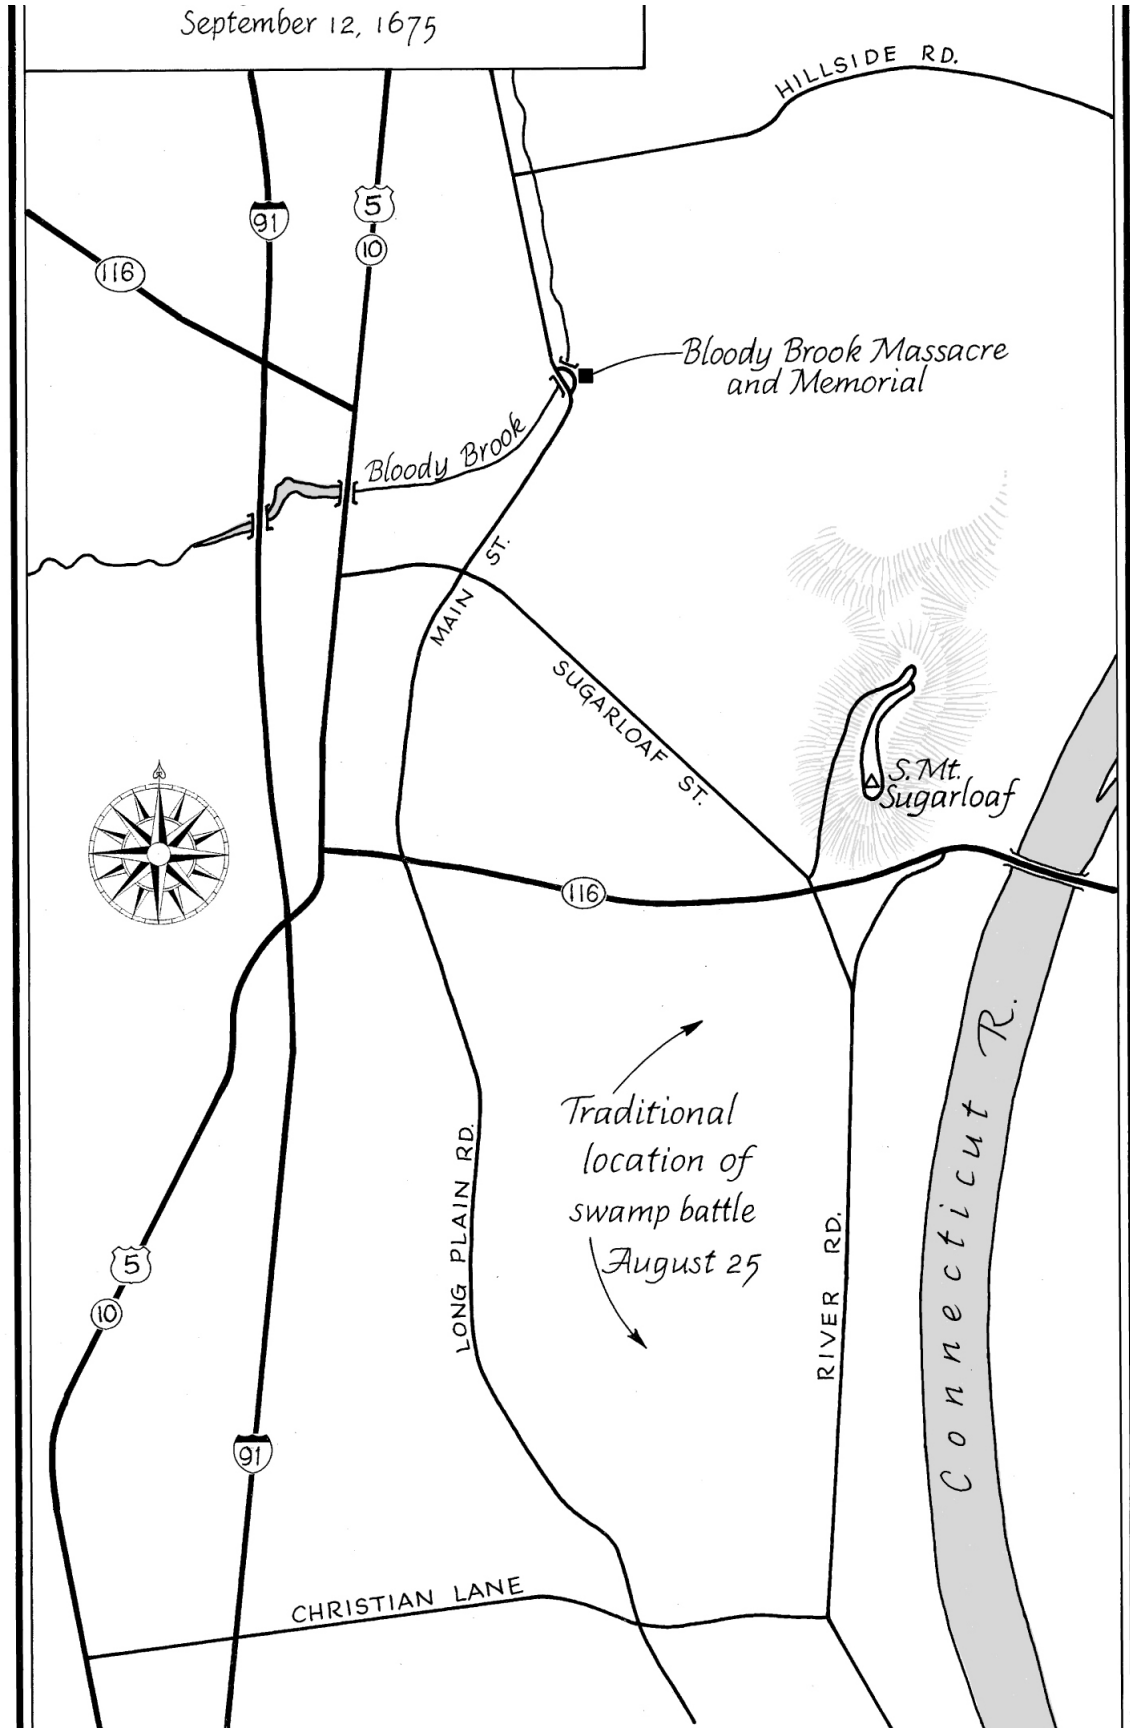 September 12, 1675
HILLSIDE RD.
91
5
10
116
Bloody Brook Massacre
and Memorial
Bloody Brook
MAIN ST.
SUGARLOAF ST.
S. Mt.
Sugarloaf
116
Connecticut R.
Traditional
location of
swamp battle
August 25
LONG PLAIN RD.
RIVER RD.
5
10
91
CHRISTIAN LANE